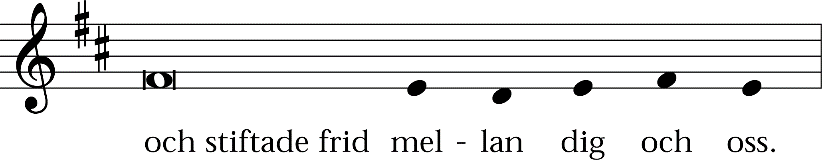 och stiftade frid mel - lan dig och oss.